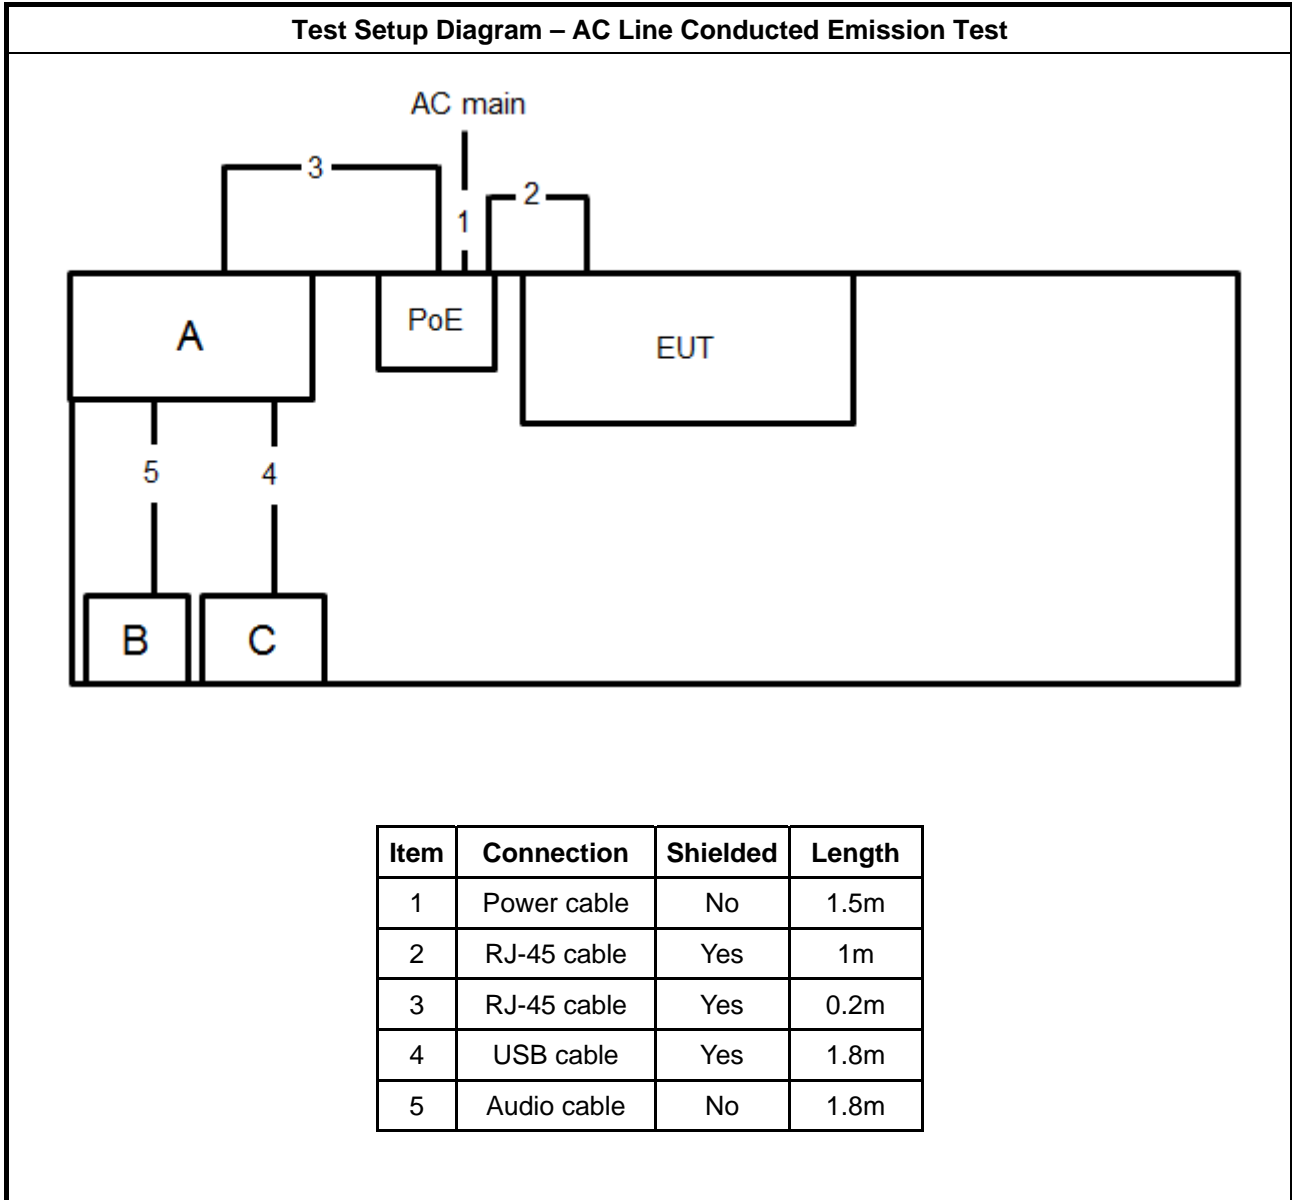 Test Setup Diagram – AC Line Conducted Emission Test
AC main
3
2
1
A
PoE
EUT
5
4
B
C
Item Connection Shielded Length
1 Power cable No 1.5m
2 RJ-45 cable Yes 1m
3 RJ-45 cable Yes 0.2m
4 USB cable Yes 1.8m
5 Audio cable No 1.8m